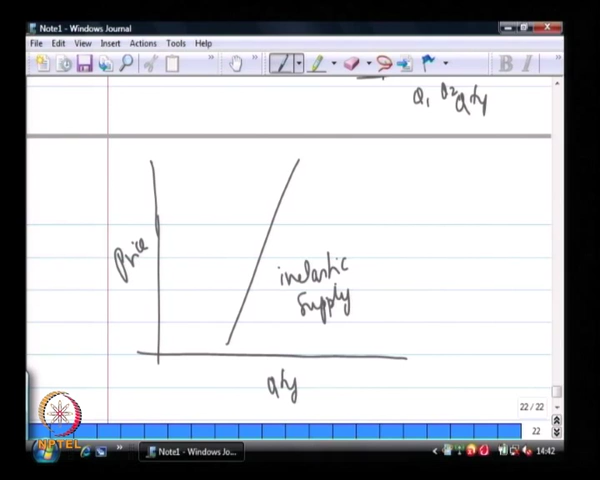 Note1 - Windows Journal
File Edit View Insert Actions Tools Help
B I
Q1 Q2 Qty
Price
inelastic
Supply
Qty
22 / 22
22
NPTEL
Note1 - Windows Jo...
14:42